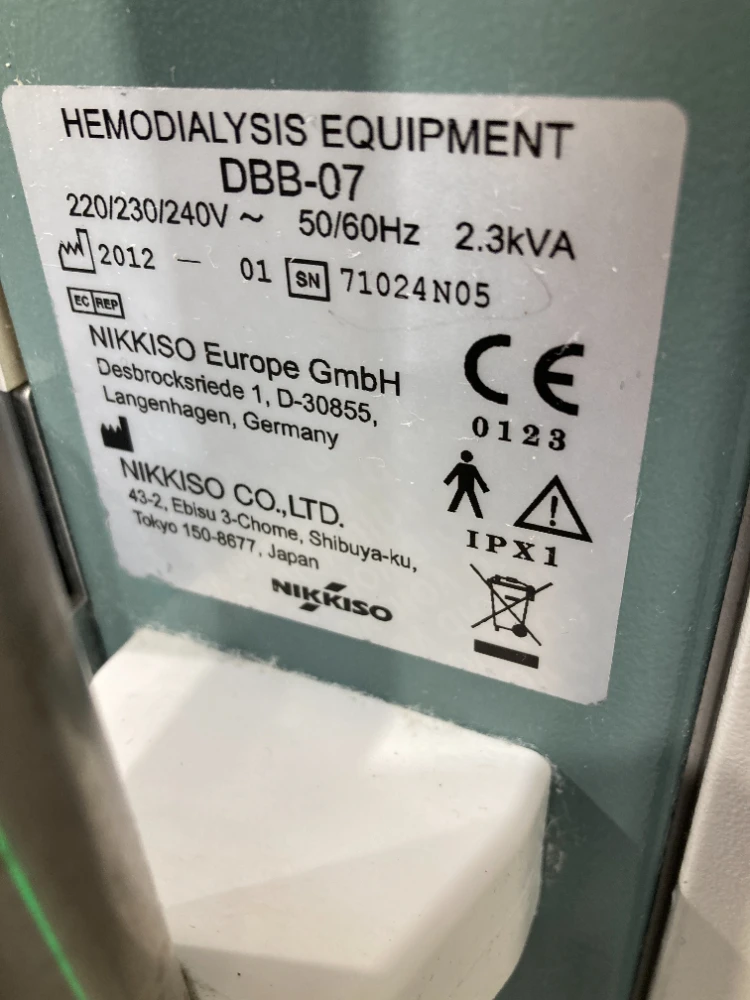 HEMODIALYSIS EQUIPMENT
DBB-07
220/230/240V ~ 50/60Hz 2.3kVA
2012 — 01 SN 71024N05
EC REP
NIKKISO Europe GmbH
Desbrocksriede 1, D-30855,
Langenhagen, Germany
CE
0123
NIKKISO CO.,LTD.
43-2, Ebisu 3-Chome, Shibuya-ku,
Tokyo 150-8677, Japan
IPX1
NIKKISO